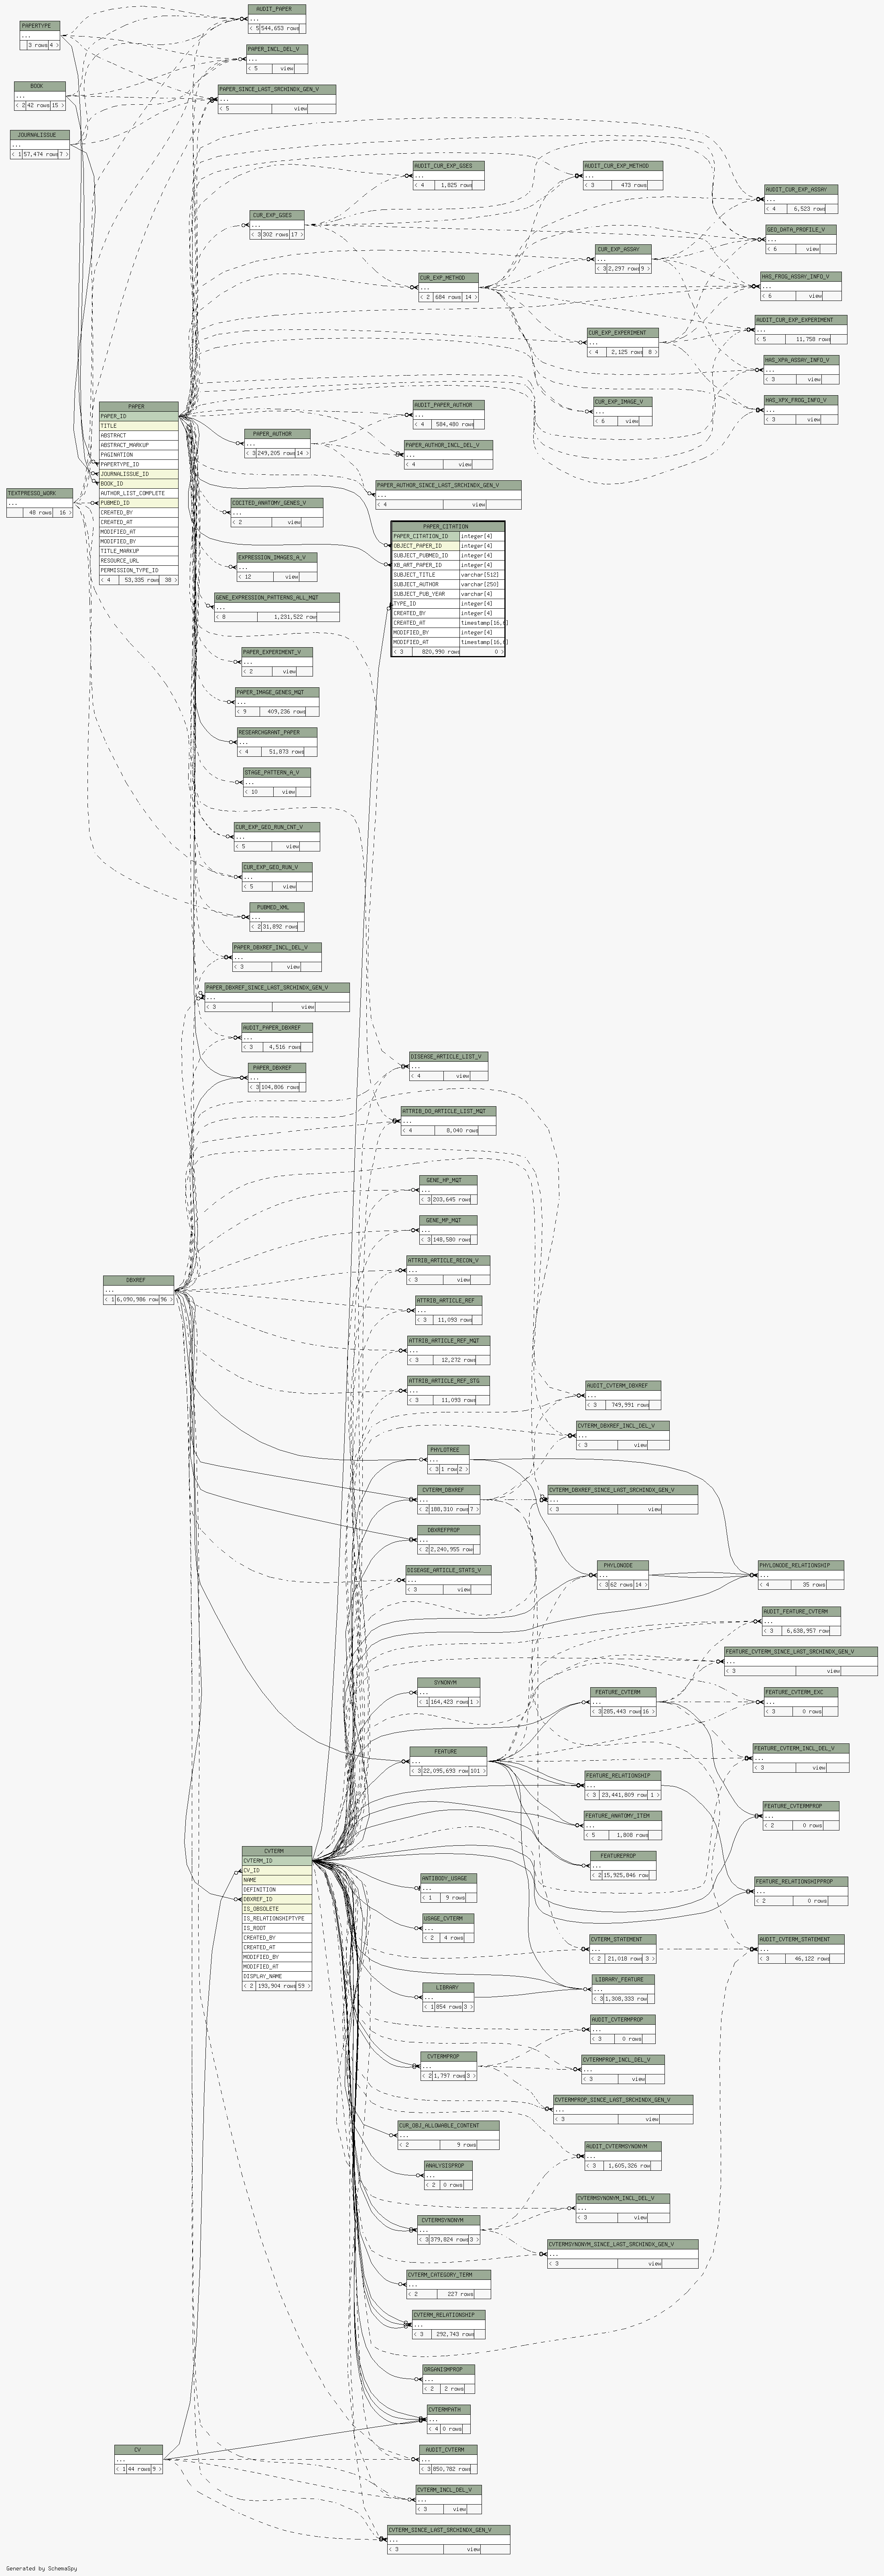 AUDIT_PAPER
...
< 5 544,653 rows
PAPERTYPE
...
3 rows 4 >
PAPER_INCL_DEL_V
...
< 5 view
BOOK
...
< 2 42 rows 15 >
PAPER_SINCE_LAST_SRCHINDX_GEN_V
...
< 5 view
JOURNALISSUE
...
< 1 57,474 rows 7 >
AUDIT_CUR_EXP_GSES
...
< 4 1,825 rows
AUDIT_CUR_EXP_METHOD
...
< 3 473 rows
AUDIT_CUR_EXP_ASSAY
...
< 4 6,523 rows
CUR_EXP_GSES
...
< 3 302 rows 17 >
GEO_DATA_PROFILE_V
...
< 6 view
CUR_EXP_ASSAY
...
< 3 2,297 rows 9 >
CUR_EXP_METHOD
...
< 2 684 rows 14 >
HAS_FROG_ASSAY_INFO_V
...
< 6 view
AUDIT_CUR_EXP_EXPERIMENT
...
< 5 11,758 rows
CUR_EXP_EXPERIMENT
...
< 4 2,125 rows 8 >
HAS_XPA_ASSAY_INFO_V
...
< 3 view
CUR_EXP_IMAGE_V
...
< 6 view
HAS_XPX_FROG_INFO_V
...
< 3 view
PAPER
PAPER_ID
TITLE
ABSTRACT
ABSTRACT_MARKUP
PAGINATION
PAPERTYPE_ID
JOURNALISSUE_ID
BOOK_ID
AUTHOR_LIST_COMPLETE
PUBMED_ID
CREATED_BY
CREATED_AT
MODIFIED_AT
MODIFIED_BY
TITLE_MARKUP
RESOURCE_URL
PERMISSION_TYPE_ID
< 4 53,335 rows 38 >
AUDIT_PAPER_AUTHOR
...
< 4 584,480 rows
PAPER_AUTHOR
...
< 3 249,205 rows 14 >
PAPER_AUTHOR_INCL_DEL_V
...
< 4 view
PAPER_AUTHOR_SINCE_LAST_SRCHINDX_GEN_V
...
< 4 view
TEXTPRESSO_WORK
...
48 rows 16 >
COCITED_ANATOMY_GENES_V
...
< 2 view
PAPER_CITATION
PAPER_CITATION_ID integer[4]
OBJECT_PAPER_ID integer[4]
SUBJECT_PUBMED_ID integer[4]
XB_ART_PAPER_ID integer[4]
SUBJECT_TITLE varchar[512]
SUBJECT_AUTHOR varchar[250]
SUBJECT_PUB_YEAR varchar[4]
TYPE_ID integer[4]
CREATED_BY integer[4]
CREATED_AT timestamp[16,6]
MODIFIED_BY integer[4]
MODIFIED_AT timestamp[16,6]
< 3 820,990 rows 0 >
EXPRESSION_IMAGES_A_V
...
< 12 view
GENE_EXPRESSION_PATTERNS_ALL_MQT
...
< 8 1,231,522 row
PAPER_EXPERIMENT_V
...
< 2 view
PAPER_IMAGE_GENES_MQT
...
< 9 409,236 rows
RESEARCHGRANT_PAPER
...
< 4 51,873 rows
STAGE_PATTERN_A_V
...
< 10 view
CUR_EXP_GEO_RUN_CNT_V
...
< 5 view
CUR_EXP_GEO_RUN_V
...
< 5 view
PUBMED_XML
...
< 2 31,892 rows
PAPER_DBXREF_INCL_DEL_V
...
< 3 view
PAPER_DBXREF_SINCE_LAST_SRCHINDX_GEN_V
...
< 3 view
AUDIT_PAPER_DBXREF
...
< 3 4,516 rows
PAPER_DBXREF
...
< 3 104,806 rows
DISEASE_ARTICLE_LIST_V
...
< 4 view
ATTRIB_DO_ARTICLE_LIST_MQT
...
< 4 8,040 rows
GENE_HP_MQT
...
< 3 203,645 rows
GENE_MP_MQT
...
< 3 148,580 rows
ATTRIB_ARTICLE_RECON_V
...
< 3 view
DBXREF
...
< 1 6,090,986 row 96 >
ATTRIB_ARTICLE_REF
...
< 3 11,093 rows
ATTRIB_ARTICLE_REF_MQT
...
< 3 12,272 rows
ATTRIB_ARTICLE_REF_STG
...
< 3 11,093 rows
AUDIT_CVTERM_DBXREF
...
< 3 749,991 rows
CVTERM_DBXREF_INCL_DEL_V
...
< 3 view
PHYLOTREE
...
< 3 1 row 2 >
CVTERM_DBXREF
...
< 2 188,310 rows 7 >
CVTERM_DBXREF_SINCE_LAST_SRCHINDX_GEN_V
...
< 3 view
DBXREFPROP
...
< 2 2,240,955 row
DISEASE_ARTICLE_STATS_V
...
< 3 view
PHYLONODE
...
< 3 62 rows 14 >
PHYLONODE_RELATIONSHIP
...
< 4 35 rows
AUDIT_FEATURE_CVTERM
...
< 3 6,638,957 row
FEATURE_CVTERM_SINCE_LAST_SRCHINDX_GEN_V
...
< 3 view
SYNONYM
...
< 1 164,423 rows 1 >
FEATURE_CVTERM
...
< 3 285,443 rows 16 >
FEATURE_CVTERM_EXC
...
< 3 0 rows
FEATURE
...
< 3 22,095,693 row 101 >
FEATURE_CVTERM_INCL_DEL_V
...
< 3 view
FEATURE_RELATIONSHIP
...
< 3 23,441,809 row 1 >
FEATURE_CVTERMPROP
...
< 2 0 rows
FEATURE_ANATOMY_ITEM
...
< 5 1,808 rows
FEATUREPROP
...
< 2 15,925,846 row
CVTERM
CVTERM_ID
CV_ID
NAME
DEFINITION
DBXREF_ID
IS_OBSOLETE
IS_RELATIONSHIPTYPE
IS_ROOT
CREATED_BY
CREATED_AT
MODIFIED_BY
MODIFIED_AT
DISPLAY_NAME
< 2 193,904 rows 59 >
ANTIBODY_USAGE
...
< 1 9 rows
FEATURE_RELATIONSHIPPROP
...
< 2 0 rows
USAGE_CVTERM
...
< 2 4 rows
CVTERM_STATEMENT
...
< 2 21,018 rows 3 >
AUDIT_CVTERM_STATEMENT
...
< 3 46,122 rows
LIBRARY
...
< 1 854 rows 3 >
LIBRARY_FEATURE
...
< 3 1,308,333 row
AUDIT_CVTERMPROP
...
< 3 0 rows
CVTERMPROP
...
< 2 1,797 rows 3 >
CVTERMPROP_INCL_DEL_V
...
< 3 view
CVTERMPROP_SINCE_LAST_SRCHINDX_GEN_V
...
< 3 view
CUR_OBJ_ALLOWABLE_CONTENT
...
< 2 9 rows
AUDIT_CVTERMSYNONYM
...
< 3 1,605,326 row
ANALYSISPROP
...
< 2 0 rows
CVTERMSYNONYM_INCL_DEL_V
...
< 3 view
CVTERMSYNONYM
...
< 3 379,824 rows 3 >
CVTERMSYNONYM_SINCE_LAST_SRCHINDX_GEN_V
...
< 3 view
CVTERM_CATEGORY_TERM
...
< 2 227 rows
CVTERM_RELATIONSHIP
...
< 3 292,743 rows
ORGANISMPROP
...
< 2 2 rows
CVTERMPATH
...
< 4 0 rows
CV
...
< 1 44 rows 9 >
AUDIT_CVTERM
...
< 3 850,782 rows
CVTERM_INCL_DEL_V
...
< 3 view
CVTERM_SINCE_LAST_SRCHINDX_GEN_V
...
< 3 view
Generated by SchemaSpy